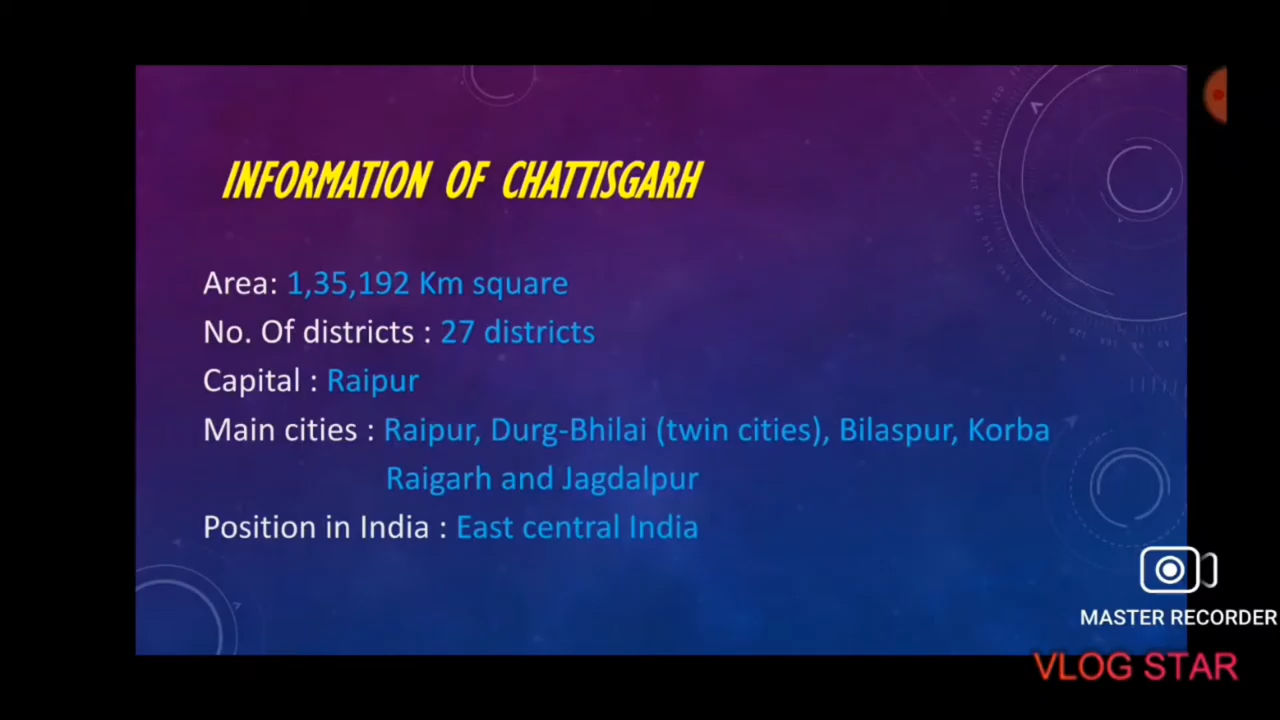 INFORMATION OF CHATTISGARH
Area: 1,35,192 Km square
No. Of districts : 27 districts
Capital : Raipur
Main cities : Raipur, Durg-Bhilai (twin cities), Bilaspur, Korba
Raigarh and Jagdalpur
Position in India : East central India
MASTER RECORDER
VLOG STAR